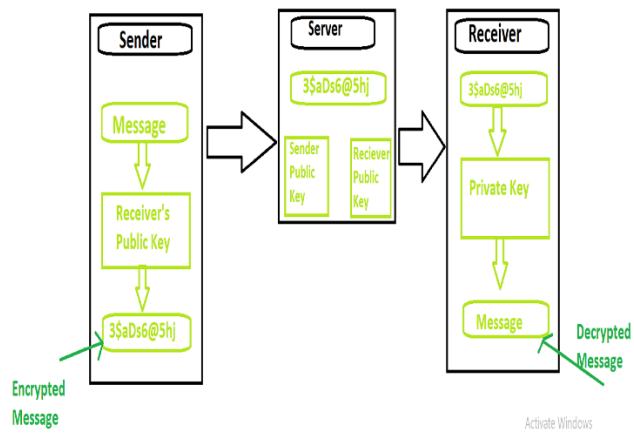 Sender
Message
Receiver's
Public Key
3$aDs6@5hj
Encrypted
Message
Server
3$aDs6@5hj
Sender
Public
Key
Reciever
Public
Key
Receiver
3$aDs6@5hj
Private Key
Message
Decrypted
Message
Activate Windows